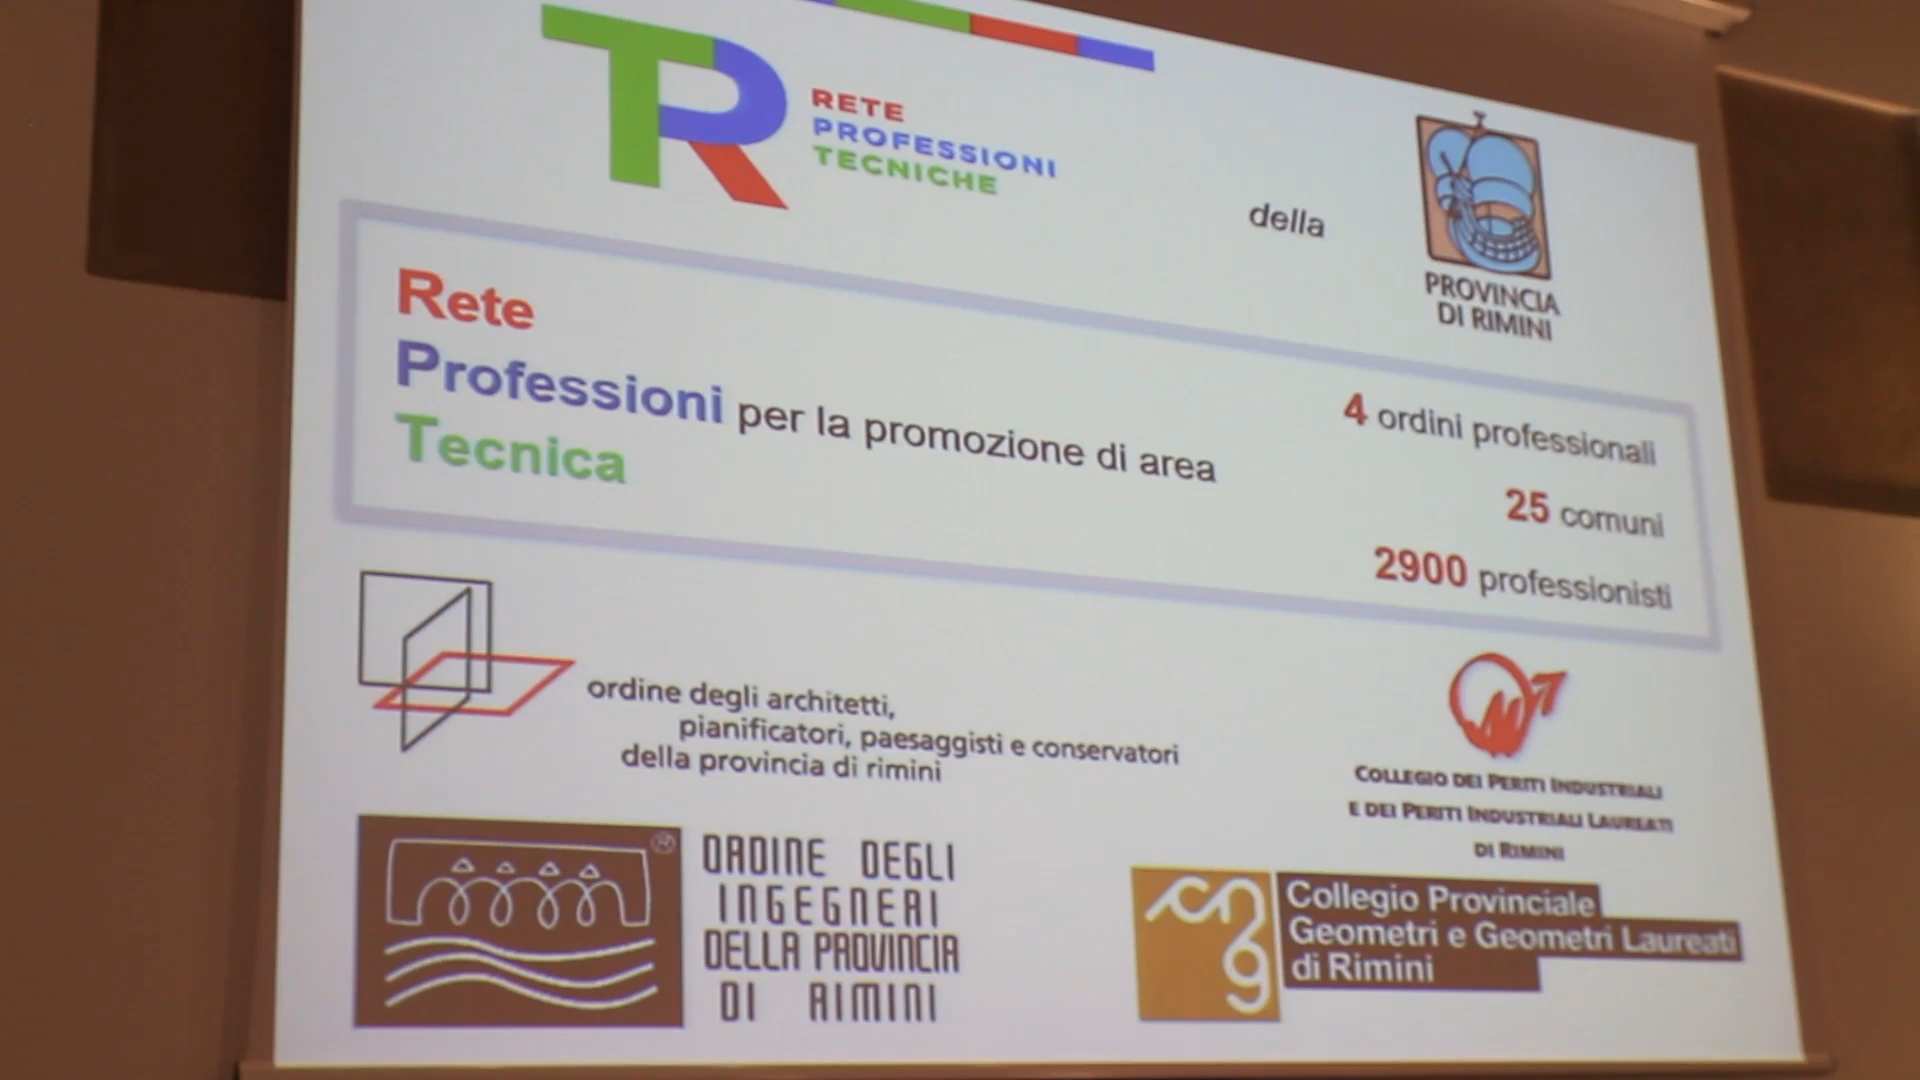 RETE
PROFESSIONI
TECNICHE
della
PROVINCIA
DI RIMINI
Rete
Professioni per la promozione di area
Tecnica
4 ordini professionali
25 comuni
2900 professionisti
ordine degli architetti,
pianificatori, paesaggisti e conservatori
della provincia di rimini
COLLEGIO DEI PERITI INDUSTRIALI
E DEI PERITI INDUSTRIALI LAUREATI
DI RIMINI
ORDINE DEGLI
INGEGNERI
DELLA PROVINCIA
DI RIMINI
Collegio Provinciale
Geometri e Geometri Laureati
di Rimini